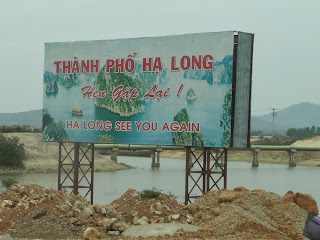 THÀNH PHỐ HẠ LONG
Hẹn Gặp Lại !
HA LONG SEE YOU AGAIN